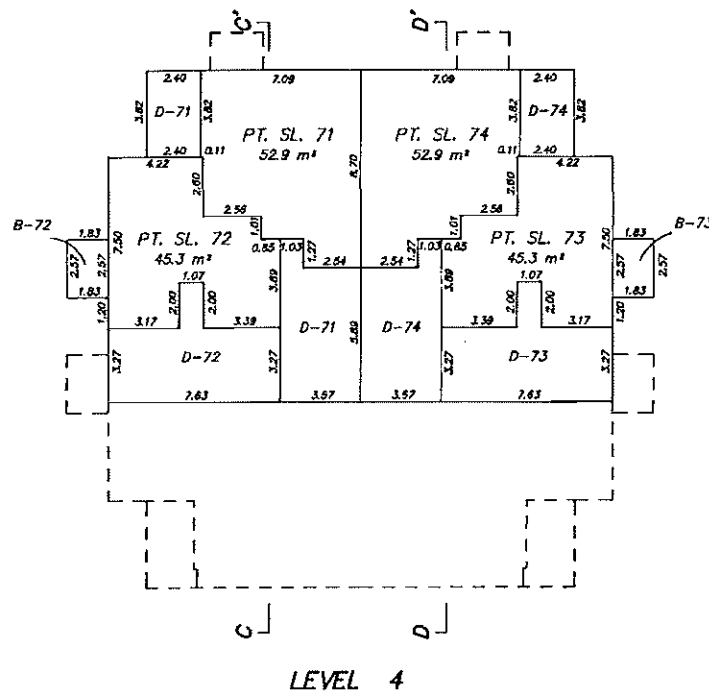 C' D'
2.40 7.09 7.09 2.40
3.82 D-71 3.82 PT. SL. 71 52.9 m² 8.70 PT. SL. 74 52.9 m² 3.82 D-74 3.82
2.40 0.11 0.11 2.40
4.22 4.22
2.60 2.60
2.56 1.01 1.01 2.56
B-72 1.83 PT. SL. 72 45.3 m² 0.85 1.03 1.27 1.27 1.03 0.85 PT. SL. 73 45.3 m² 1.83 B-73
7.50 2.57 2.57 2.54 2.54 7.50 2.57 2.57
1.83 1.07 3.89 3.89 1.07 1.83
1.20 2.00 2.00 2.00 2.00 1.20
3.17 3.39 D-71 5.89 D-74 3.39 3.17
3.27 D-72 3.27 3.27 D-73 3.27
7.63 3.57 3.57 7.63
C D
LEVEL 4